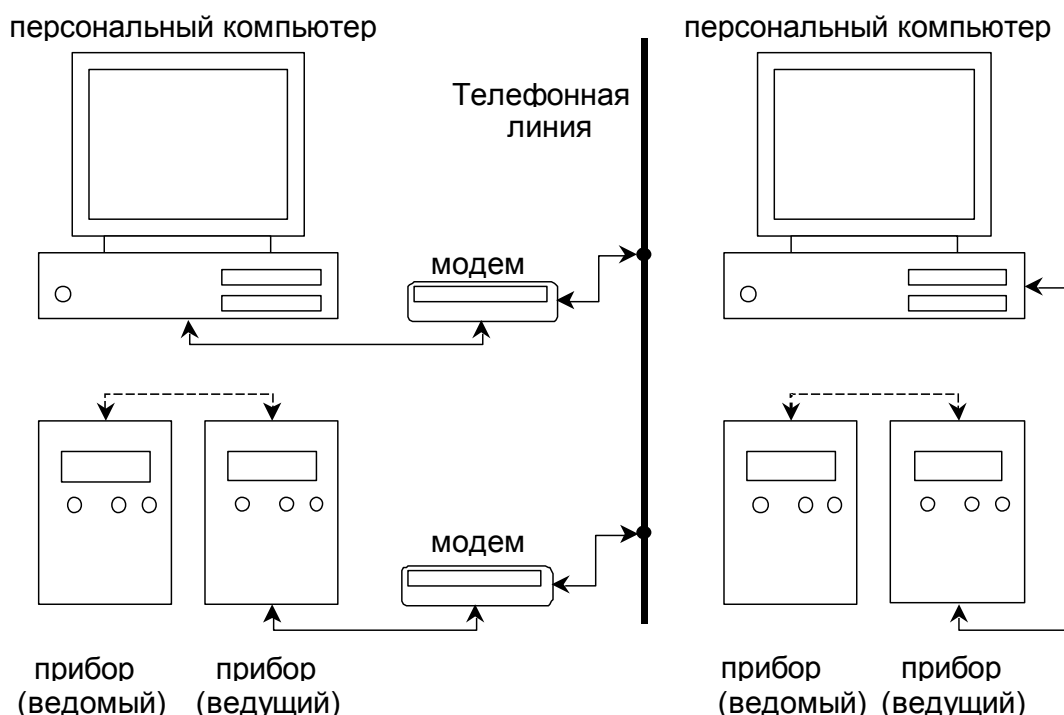 персональный компьютер
персональный компьютер
Телефонная
линия
модем
модем
прибор
(ведомый)
прибор
(ведущий)
прибор
(ведомый)
прибор
(ведущий)